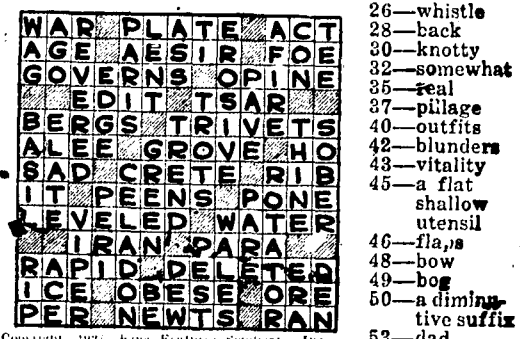 WAR PLATE ACT
AGE AESIR FOE
GOVERNS OPINE
EDIT TSAR
BERGS TRIVETS
ALEE GROVE HO
SAD CRETE RIB
IT PEENS PONE
LEVELED WATER
IRAN PARA
RAPID DELETED
ICE OBESE ORE
PER NEWTS RAN
26—whistle
28—back
30—knotty
32—somewhat
35—real
37—pillage
40—outfits
42—blunders
43—vitality
45—a flat
shallow
utensil
46—flaps
48—bow
49—bog
50—a diminu-
tive suffix
53—dad